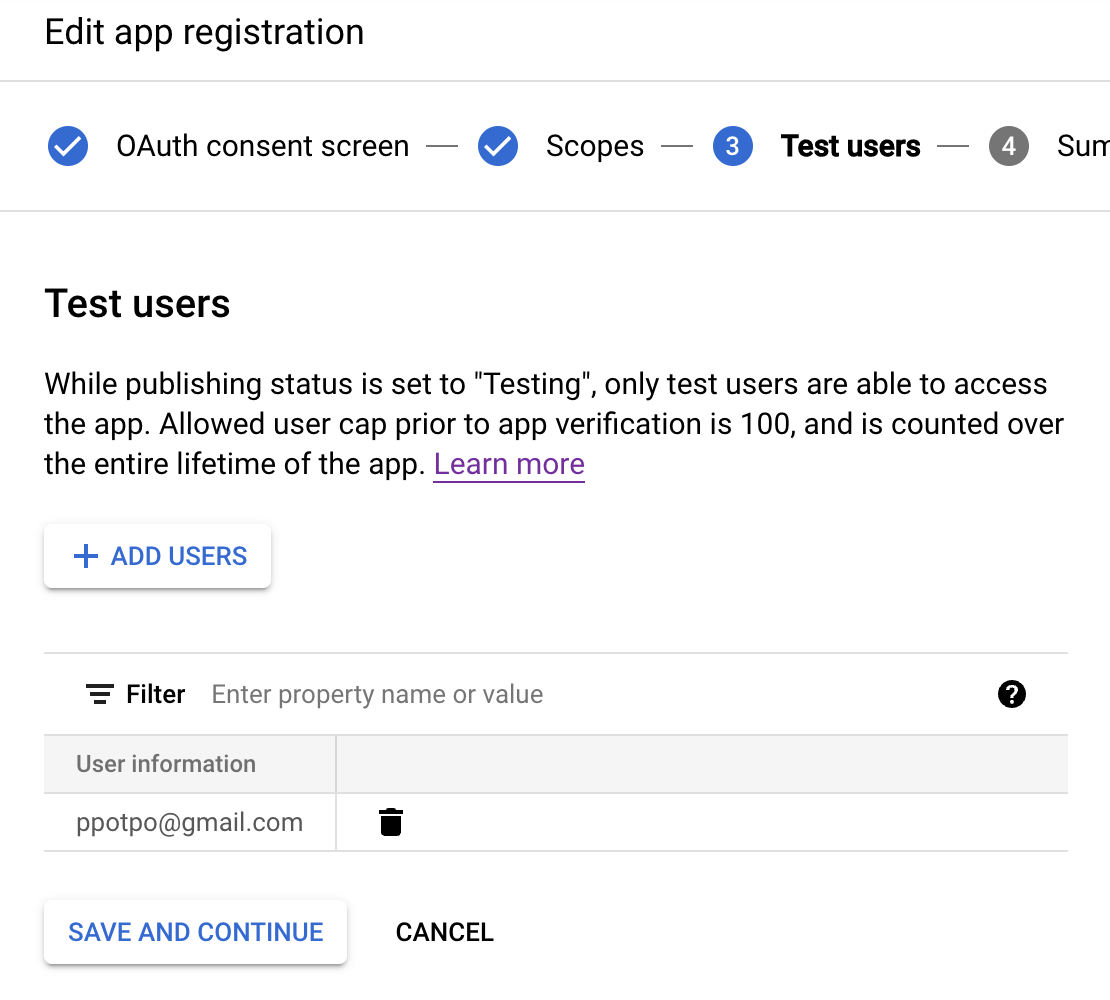 Edit app registration
OAuth consent screen — Scopes — 3 Test users — 4 Sum
Test users
While publishing status is set to "Testing", only test users are able to access
the app. Allowed user cap prior to app verification is 100, and is counted over
the entire lifetime of the app. Learn more
+ ADD USERS
Filter Enter property name or value ?
User information
ppotpo@gmail.com
SAVE AND CONTINUE CANCEL